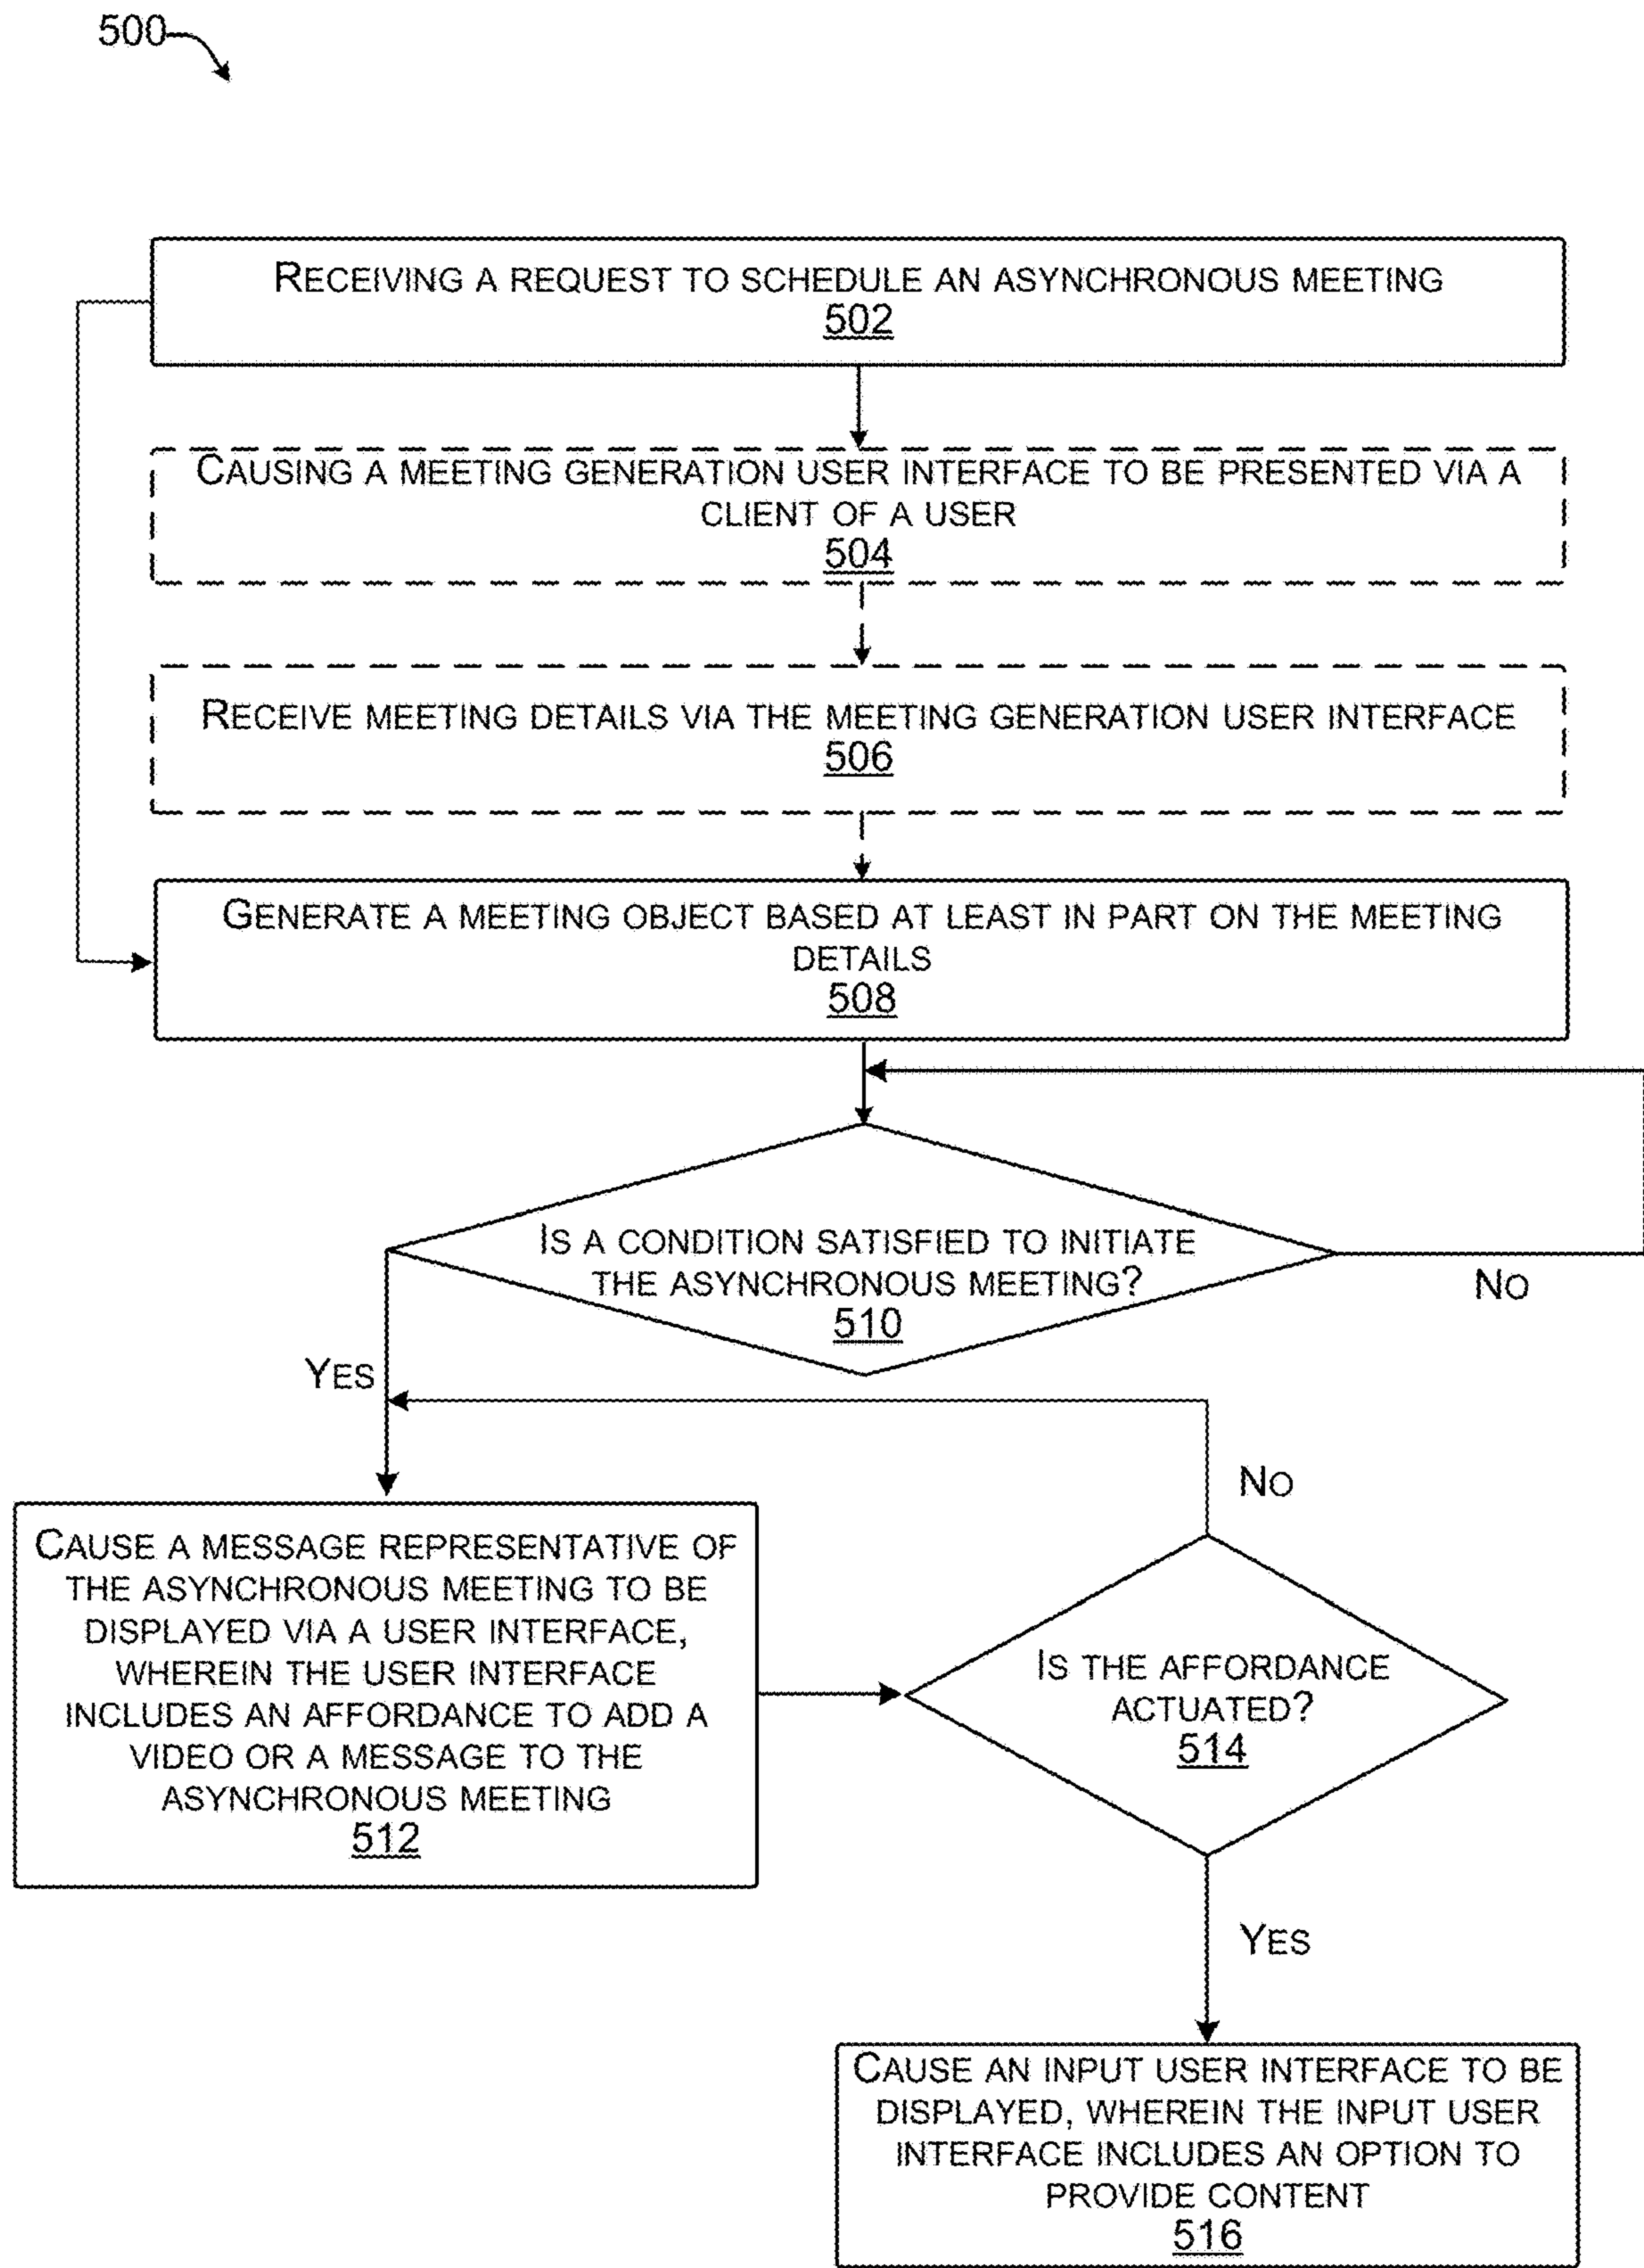 500
RECEIVING A REQUEST TO SCHEDULE AN ASYNCHRONOUS MEETING
502
CAUSING A MEETING GENERATION USER INTERFACE TO BE PRESENTED VIA A
CLIENT OF A USER
504
RECEIVE MEETING DETAILS VIA THE MEETING GENERATION USER INTERFACE
506
GENERATE A MEETING OBJECT BASED AT LEAST IN PART ON THE MEETING
DETAILS
508
IS A CONDITION SATISFIED TO INITIATE
THE ASYNCHRONOUS MEETING?
510
NO
YES
NO
CAUSE A MESSAGE REPRESENTATIVE OF
THE ASYNCHRONOUS MEETING TO BE
DISPLAYED VIA A USER INTERFACE,
WHEREIN THE USER INTERFACE
INCLUDES AN AFFORDANCE TO ADD A
VIDEO OR A MESSAGE TO THE
ASYNCHRONOUS MEETING
512
IS THE AFFORDANCE
ACTUATED?
514
YES
CAUSE AN INPUT USER INTERFACE TO BE
DISPLAYED, WHEREIN THE INPUT USER
INTERFACE INCLUDES AN OPTION TO
PROVIDE CONTENT
516